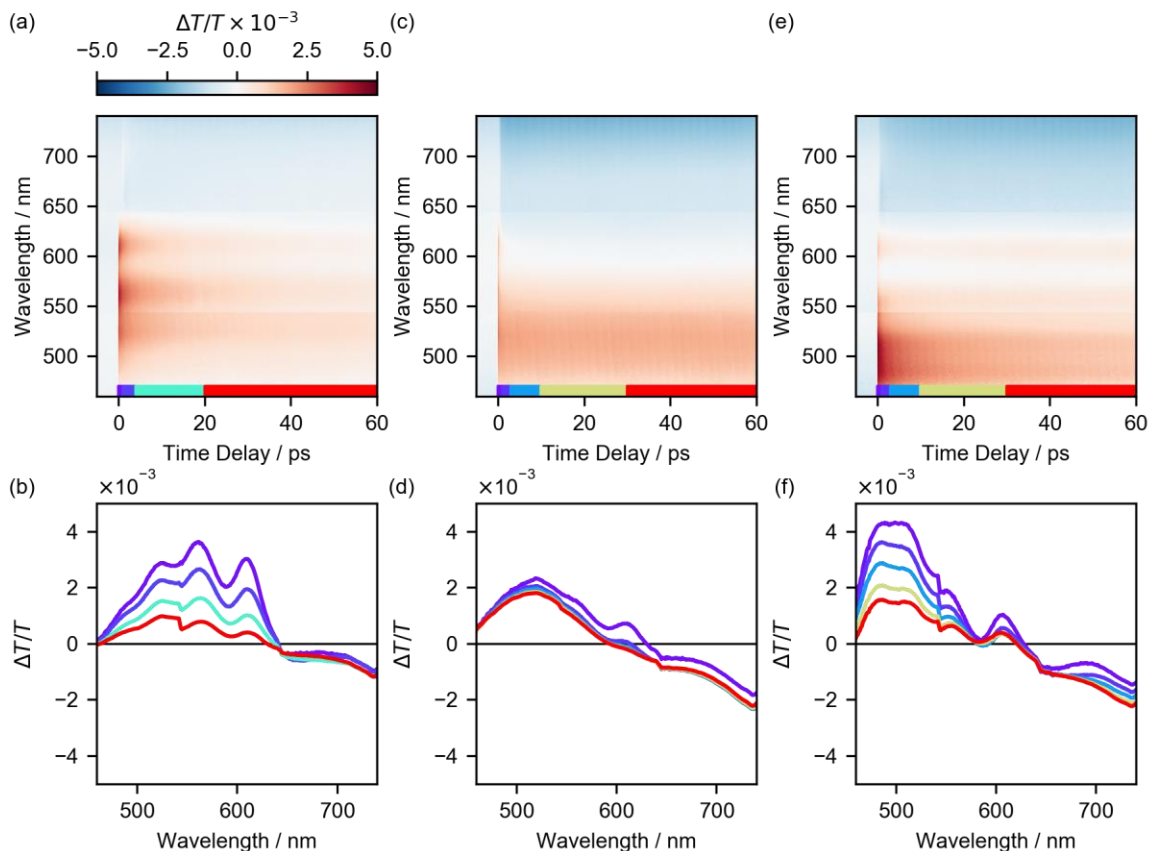 (a)
ΔT/T × 10⁻³
(c)
(e)
−5.0 −2.5 0.0 2.5 5.0
700
650
600
550
500
Wavelength / nm
0 20 40 60
Time Delay / ps
700
650
600
550
500
Wavelength / nm
0 20 40 60
Time Delay / ps
700
650
600
550
500
Wavelength / nm
0 20 40 60
Time Delay / ps
(b)
×10⁻³
4
2
0
−2
−4
ΔT/T
500 600 700
Wavelength / nm
(d)
×10⁻³
4
2
0
−2
−4
ΔT/T
500 600 700
Wavelength / nm
(f)
×10⁻³
4
2
0
−2
−4
ΔT/T
500 600 700
Wavelength / nm